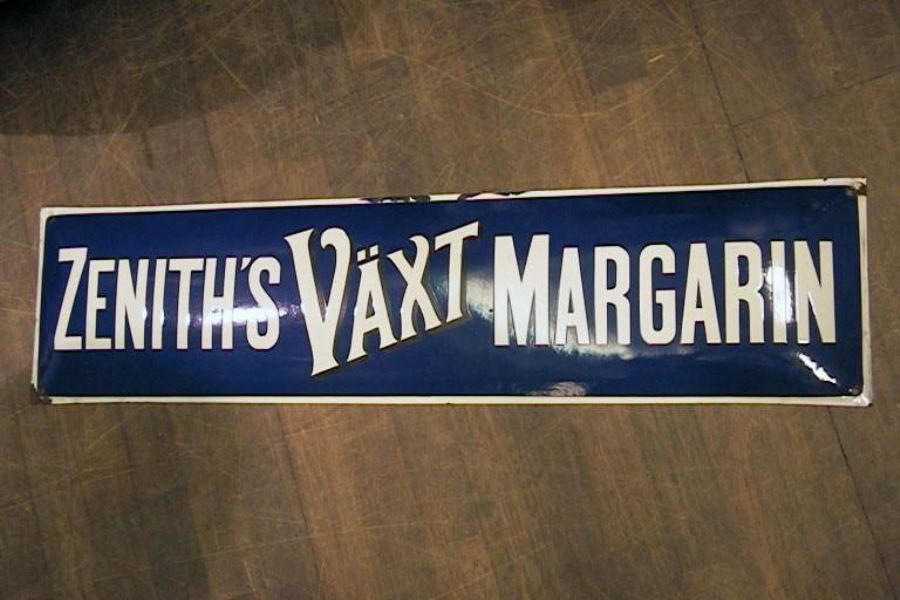 ZENITH'S VÄXT MARGARIN